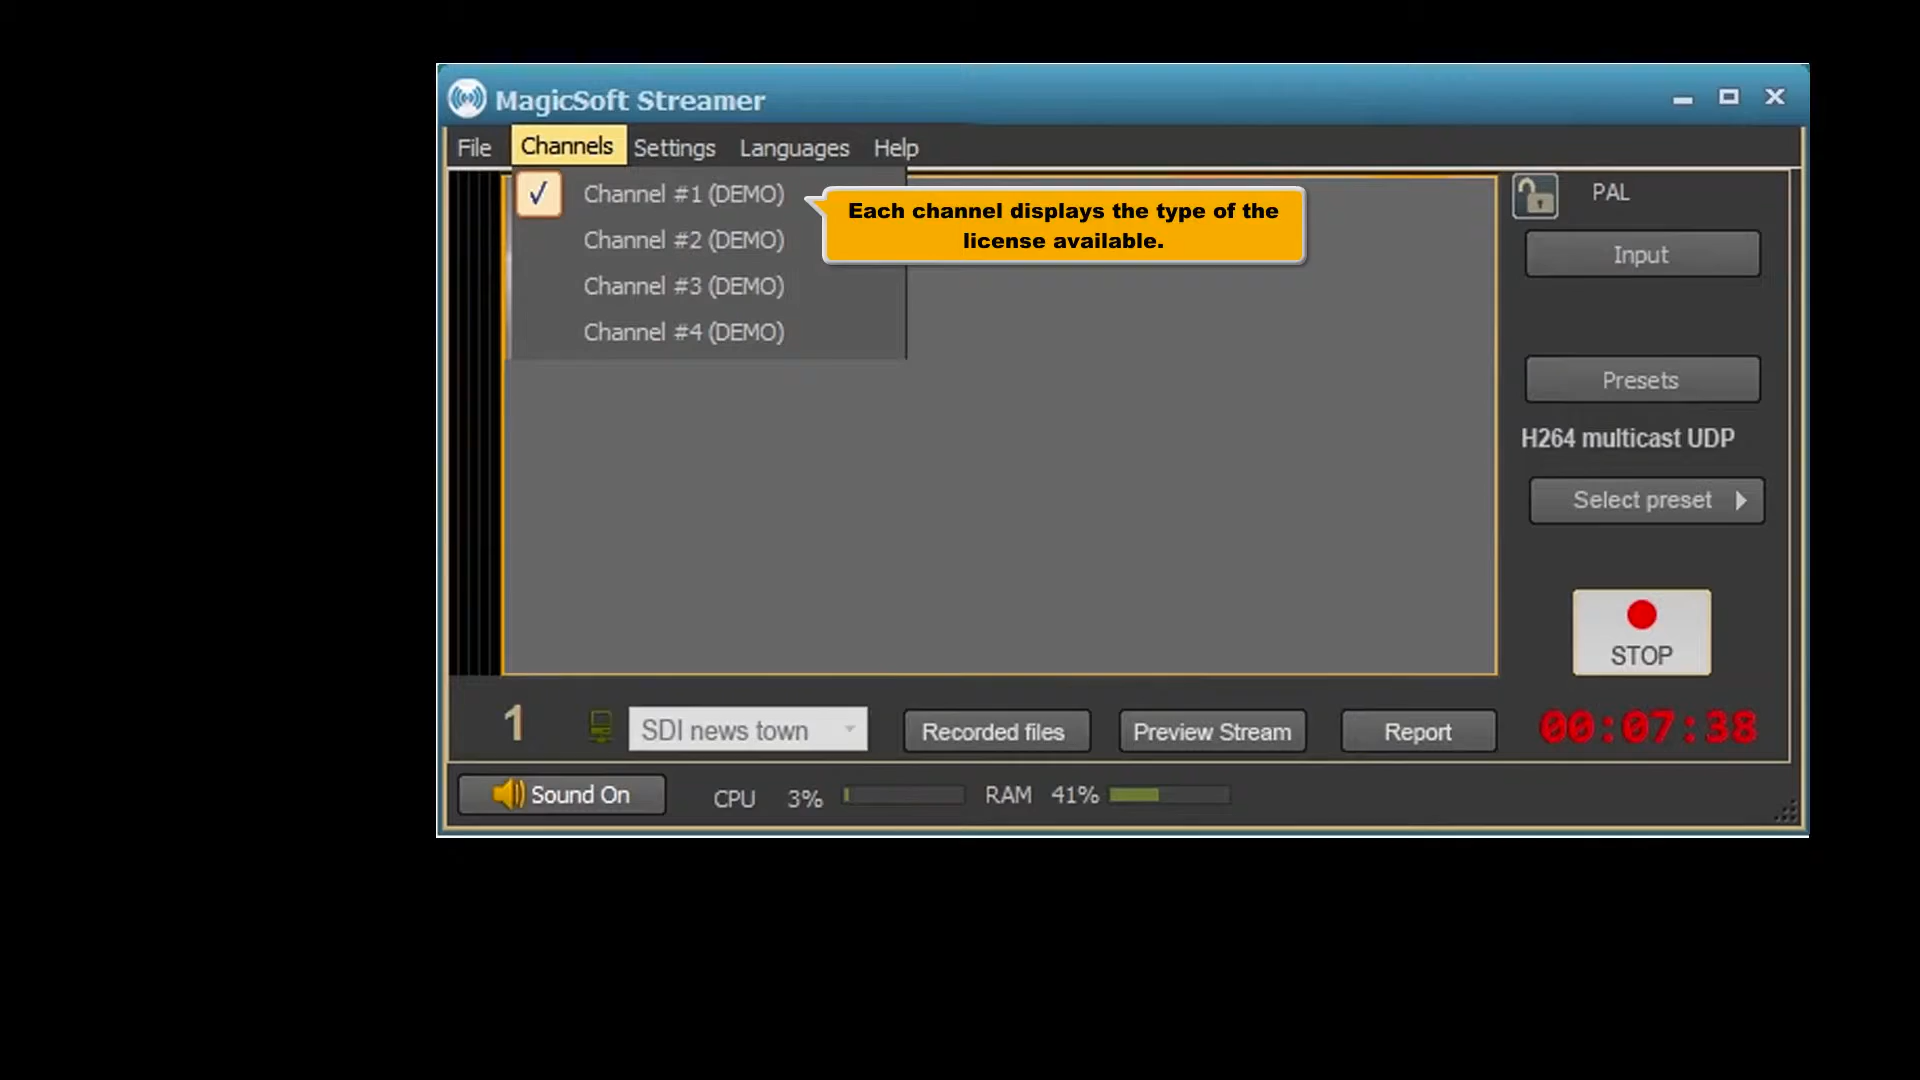 MagicSoft Streamer
File Channels Settings Languages Help
Channel #1 (DEMO)
Channel #2 (DEMO)
Channel #3 (DEMO)
Channel #4 (DEMO)
Each channel displays the type of the
license available.
PAL
Input
Presets
H264 multicast UDP
Select preset
STOP
1 SDI news town Recorded files Preview Stream Report 00:07:38
Sound On CPU 3% RAM 41%